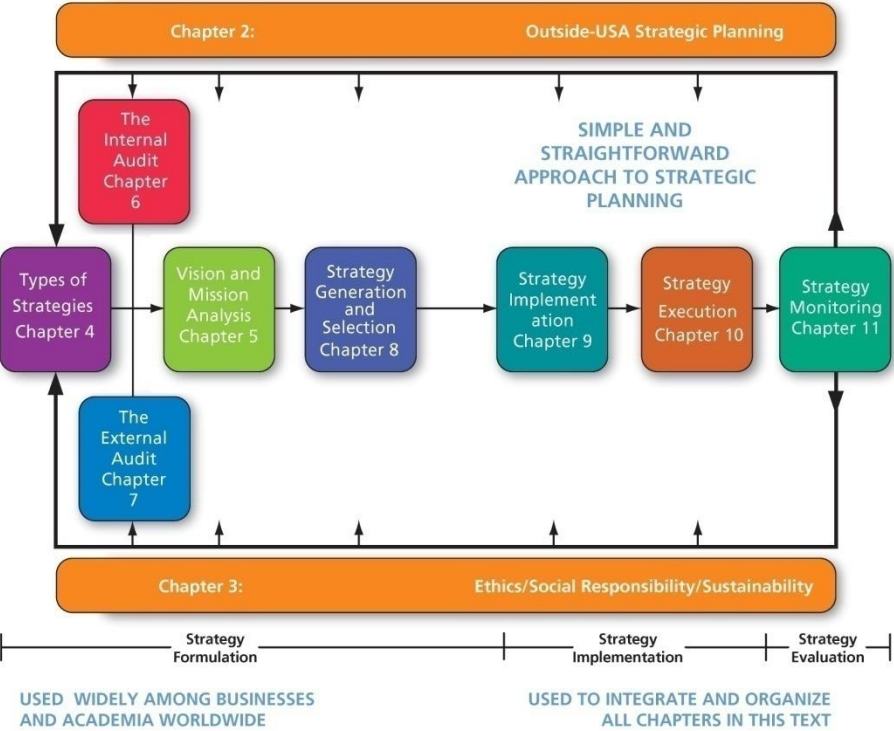 Chapter 2: Outside-USA Strategic Planning
The
Internal
Audit
Chapter
6
SIMPLE AND
STRAIGHTFORWARD
APPROACH TO STRATEGIC
PLANNING
Types of
Strategies
Chapter 4
Vision and
Mission
Analysis
Chapter 5
Strategy
Generation
and
Selection
Chapter 8
Strategy
Implement
ation
Chapter 9
Strategy
Execution
Chapter 10
Strategy
Monitoring
Chapter 11
The
External
Audit
Chapter
7
Chapter 3: Ethics/Social Responsibility/Sustainability
Strategy
Formulation
Strategy
Implementation
Strategy
Evaluation
USED WIDELY AMONG BUSINESSES
AND ACADEMIA WORLDWIDE
USED TO INTEGRATE AND ORGANIZE
ALL CHAPTERS IN THIS TEXT